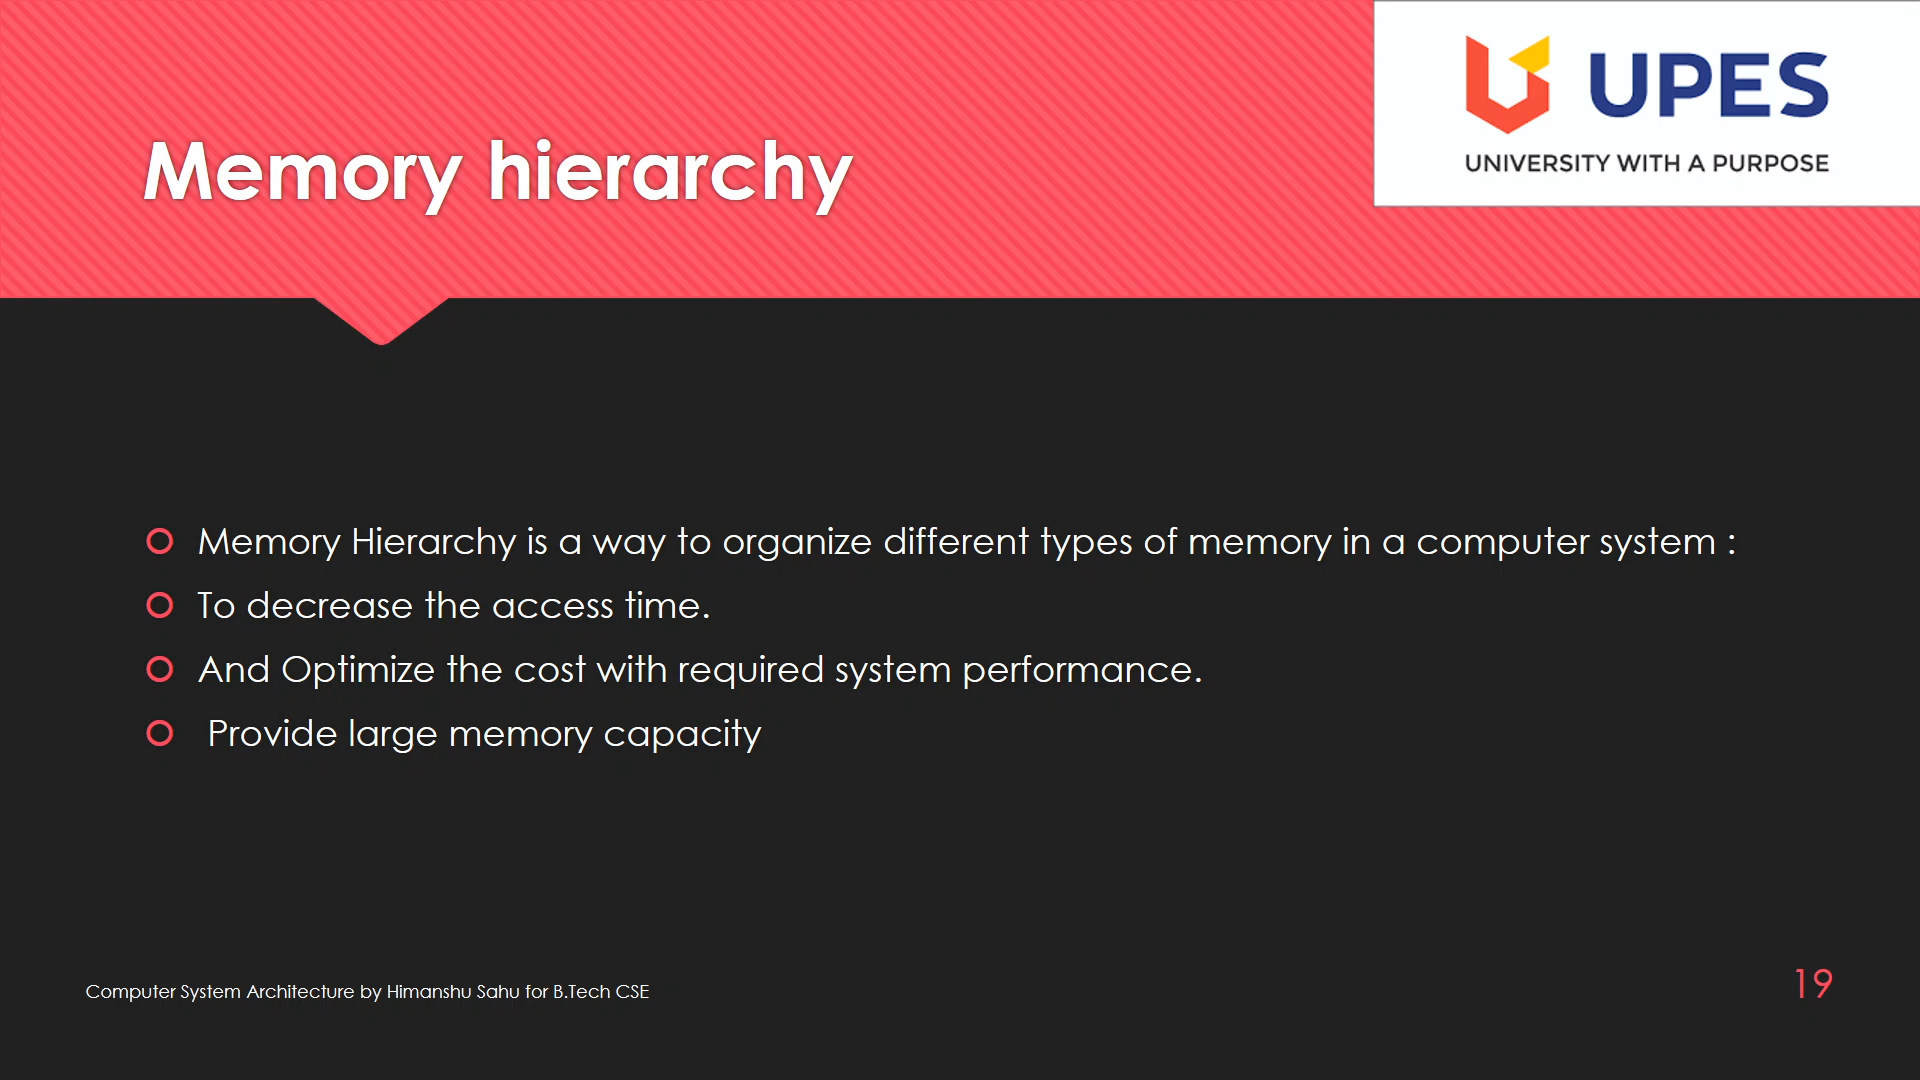 UPES
UNIVERSITY WITH A PURPOSE
Memory hierarchy
Memory Hierarchy is a way to organize different types of memory in a computer system :
To decrease the access time.
And Optimize the cost with required system performance.
Provide large memory capacity
Computer System Architecture by Himanshu Sahu for B.Tech CSE
19